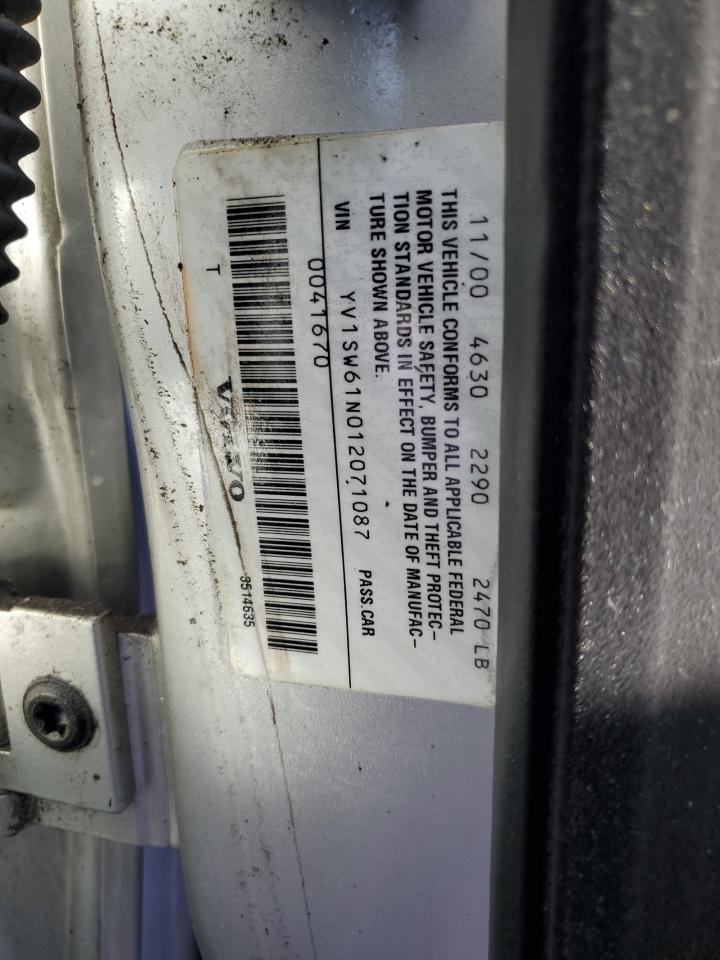 11/00 4630 2290 2470 LB
THIS VEHICLE CONFORMS TO ALL APPLICABLE FEDERAL
MOTOR VEHICLE SAFETY, BUMPER AND THEFT PROTEC-
TION STANDARDS IN EFFECT ON THE DATE OF MANUFAC-
TURE SHOWN ABOVE.
VIN YV1SW61N012071087 PASS.CAR
0041670
T VOLVO 3514635